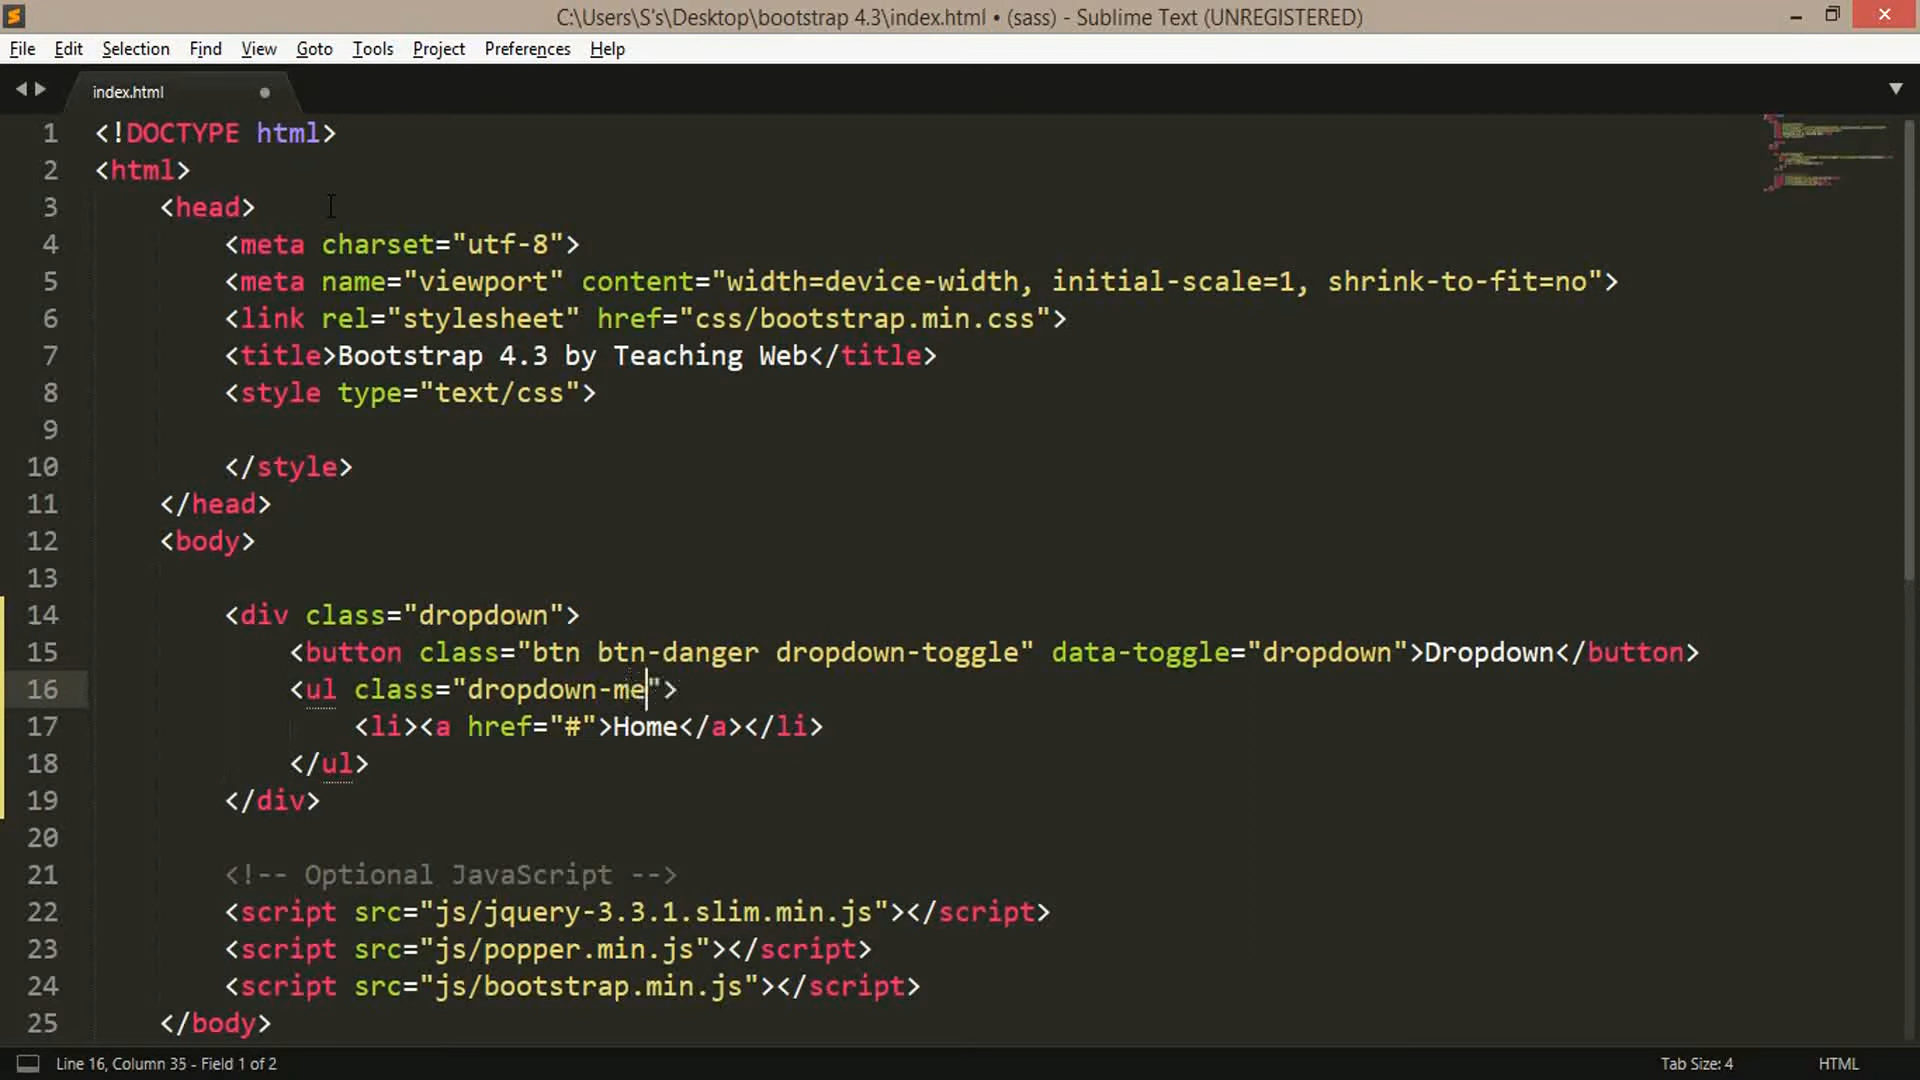 C:\Users\S's\Desktop\bootstrap 4.3\index.html • (sass) - Sublime Text (UNREGISTERED)
File Edit Selection Find View Goto Tools Project Preferences Help
index.html
1 <!DOCTYPE html>
2 <html>
3 <head>
4 <meta charset="utf-8">
5 <meta name="viewport" content="width=device-width, initial-scale=1, shrink-to-fit=no">
6 <link rel="stylesheet" href="css/bootstrap.min.css">
7 <title>Bootstrap 4.3 by Teaching Web</title>
8 <style type="text/css">
9
10 </style>
11 </head>
12 <body>
13
14 <div class="dropdown">
15 <button class="btn btn-danger dropdown-toggle" data-toggle="dropdown">Dropdown</button>
16 <ul class="dropdown-me">
17 <li><a href="#">Home</a></li>
18 </ul>
19 </div>
20
21 <!-- Optional JavaScript -->
22 <script src="js/jquery-3.3.1.slim.min.js"></script>
23 <script src="js/popper.min.js"></script>
24 <script src="js/bootstrap.min.js"></script>
25 </body>
Line 16, Column 35 - Field 1 of 2 Tab Size: 4 HTML